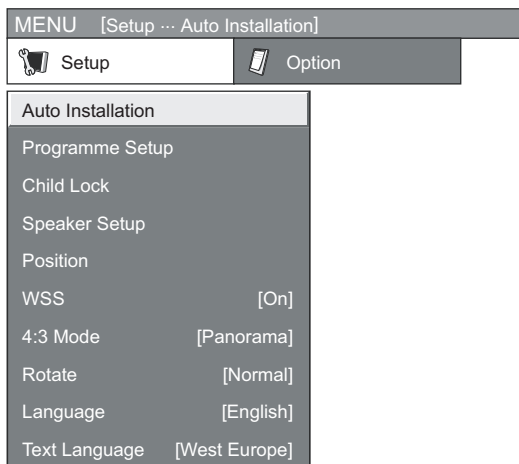 MENU [Setup ... Auto Installation]
Setup Option
Auto Installation
Programme Setup
Child Lock
Speaker Setup
Position
WSS [On]
4:3 Mode [Panorama]
Rotate [Normal]
Language [English]
Text Language [West Europe]